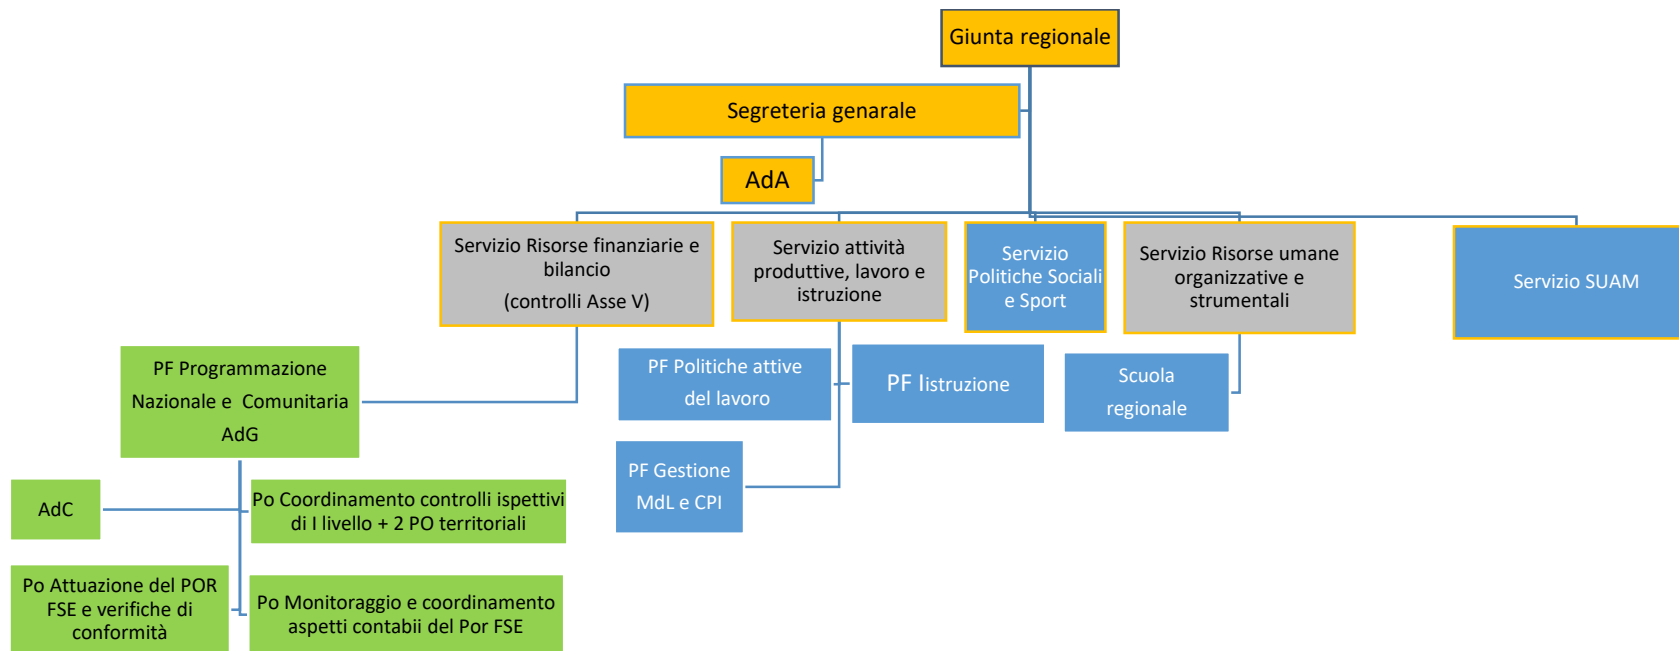 Giunta regionale
Segreteria genarale
AdA
Servizio Risorse finanziarie e
bilancio
(controlli Asse V)
Servizio attività
produttive, lavoro e
istruzione
Servizio
Politiche Sociali
e Sport
Servizio Risorse umane
organizzative e
strumentali
Servizio SUAM
PF Programmazione
Nazionale e Comunitaria
AdG
PF Politiche attive
del lavoro
PF Iistruzione
Scuola
regionale
PF Gestione
MdL e CPI
AdC
Po Coordinamento controlli ispettivi
di I livello + 2 PO territoriali
Po Attuazione del POR
FSE e verifiche di
conformità
Po Monitoraggio e coordinamento
aspetti contabii del Por FSE